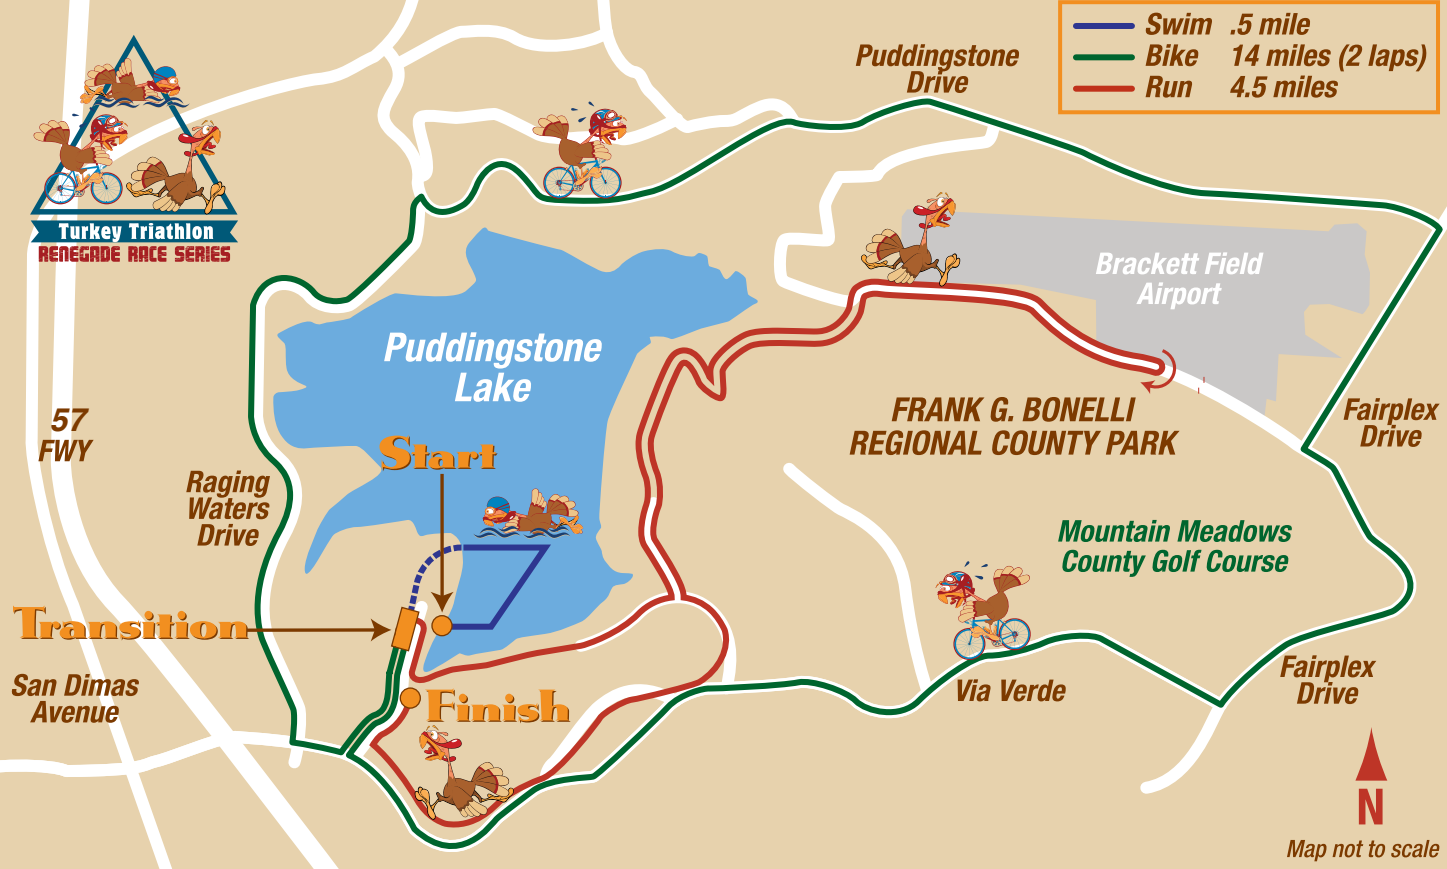 Swim .5 mile
Bike 14 miles (2 laps)
Run 4.5 miles
Puddingstone
Drive
Turkey Triathlon
RENEGADE RACE SERIES
Brackett Field
Airport
Puddingstone
Lake
57
FWY
FRANK G. BONELLI
REGIONAL COUNTY PARK
Fairplex
Drive
Start
Raging
Waters
Drive
Mountain Meadows
County Golf Course
Transition
San Dimas
Avenue
Finish
Via Verde
Fairplex
Drive
N
Map not to scale